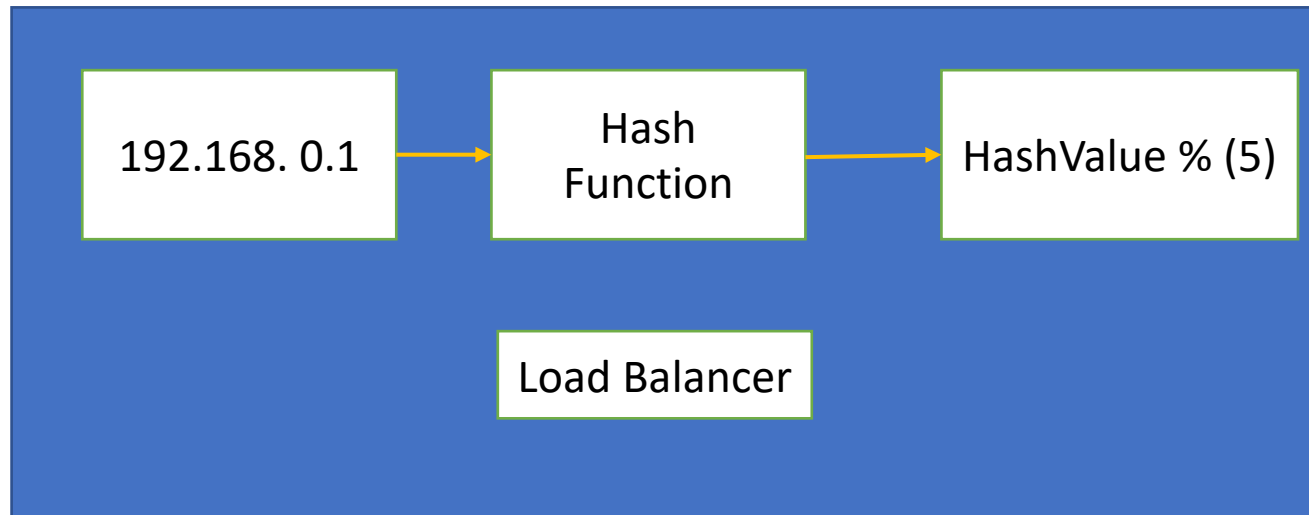 192.168. 0.1
Hash
Function
HashValue % (5)
Load Balancer